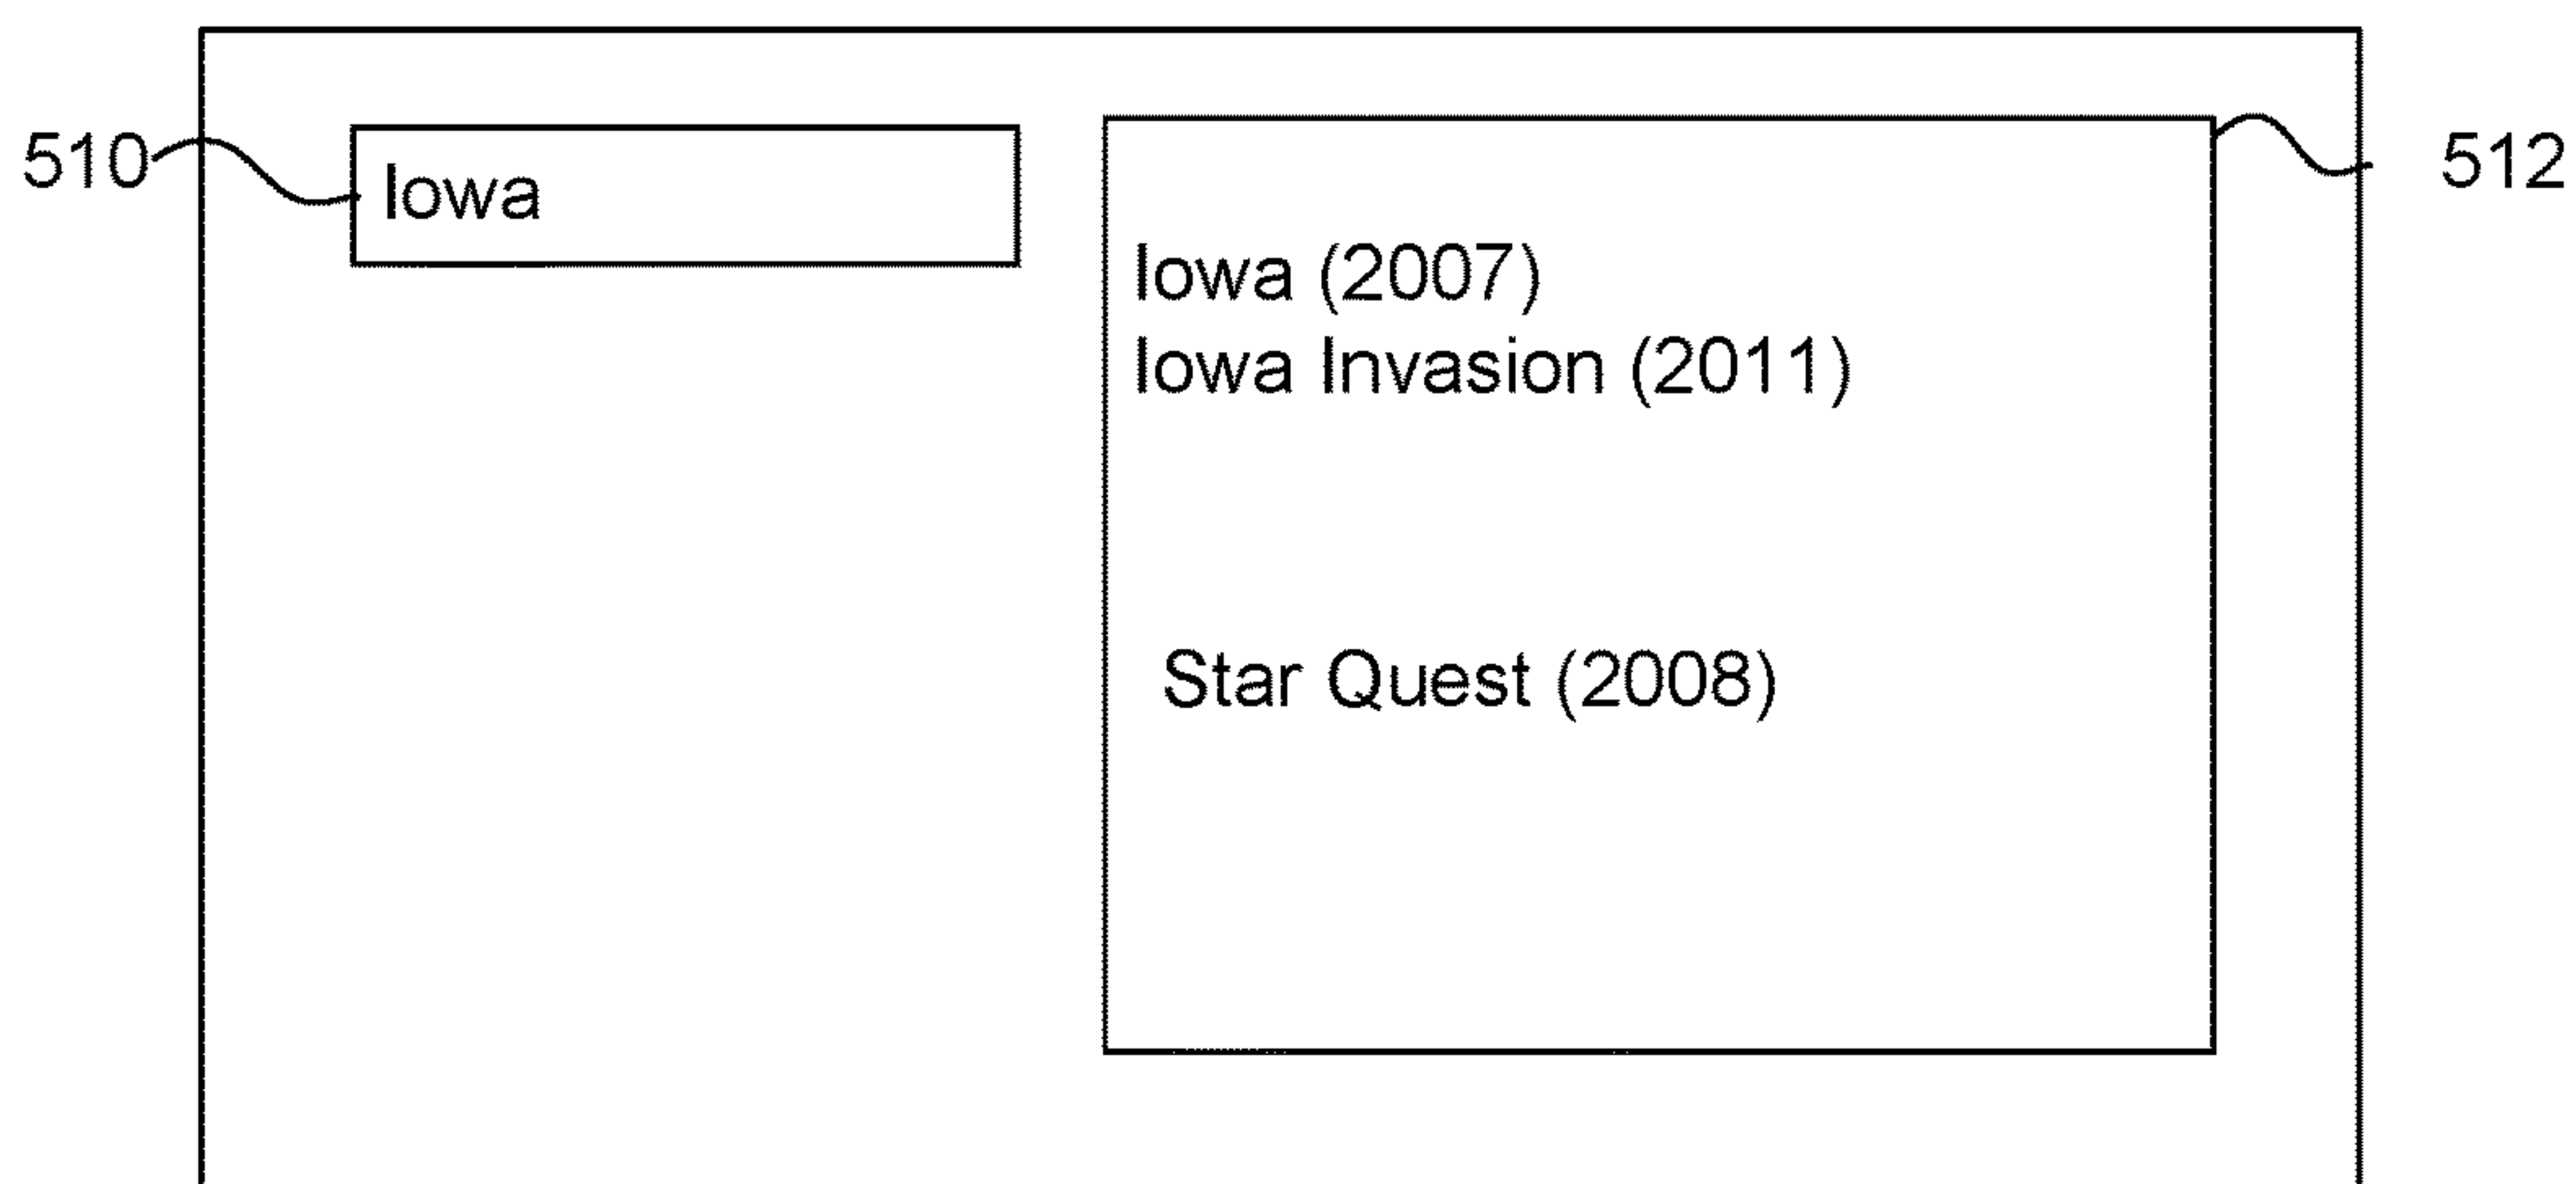 510
Iowa
512
Iowa (2007)
Iowa Invasion (2011)
Star Quest (2008)